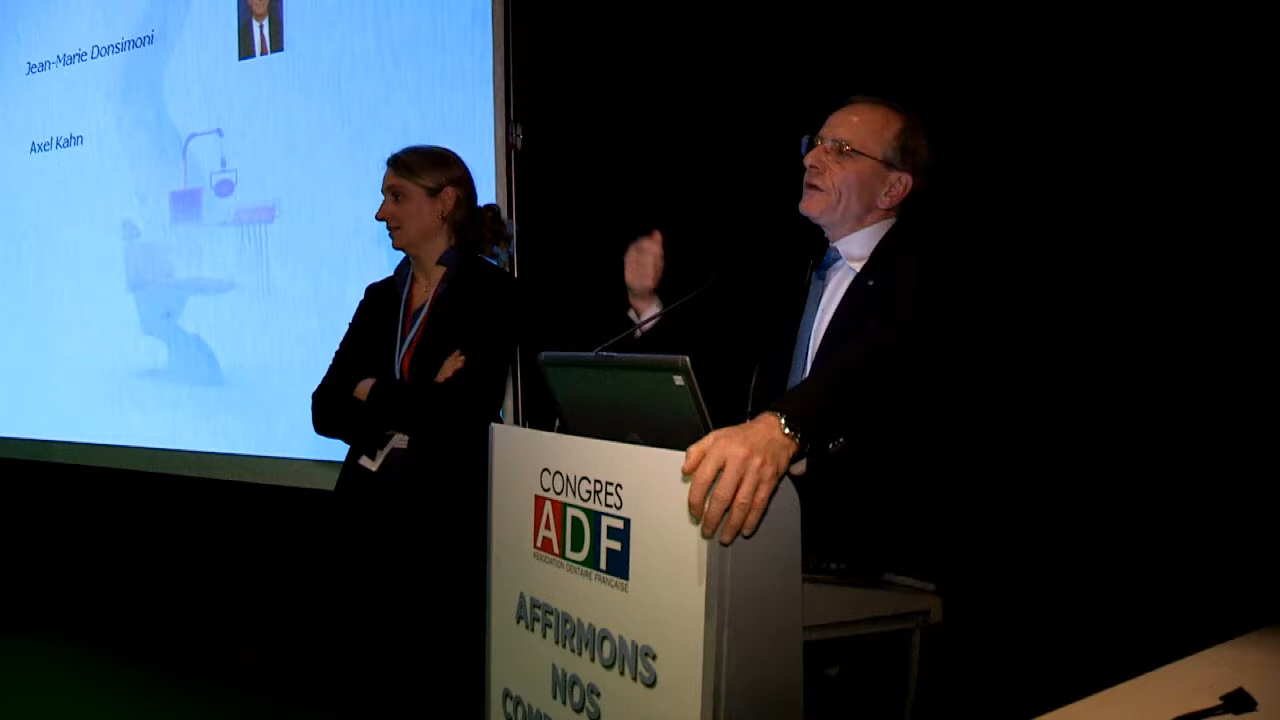 Jean-Marie Donsimoni
Axel Kahn
CONGRES
ADF
ASSOCIATION DENTAIRE FRANÇAISE
AFFIRMONS
NOS